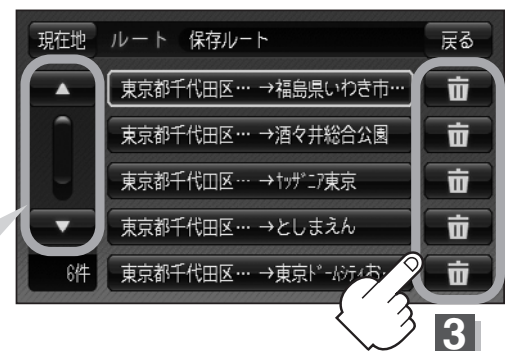 現在地 ルート 保存ルート 戻る
東京都千代田区… →福島県いわき市…
東京都千代田区… →酒々井総合公園
東京都千代田区… →ﾋｯｻﾞﾆｱ東京
東京都千代田区… →としまえん
6件 東京都千代田区… →東京ﾄﾞｰﾑｼﾃｨお…
3